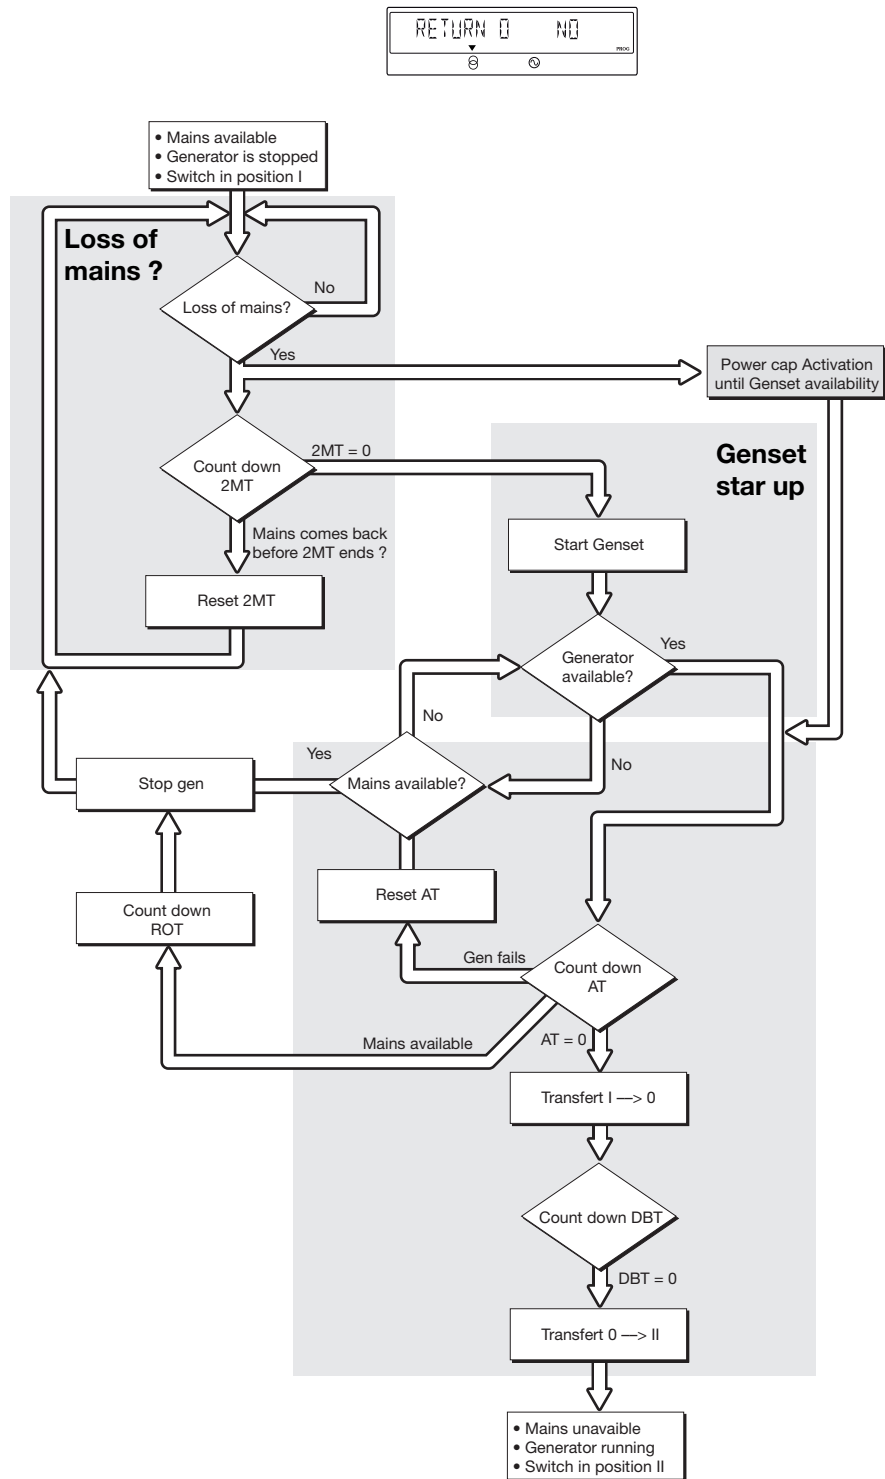 RETURN 0 NO
PROG
• Mains available
• Generator is stopped
• Switch in position I
Loss of
mains ?
Loss of mains?
No
Yes
Power cap Activation
until Genset availability
Count down
2MT
2MT = 0
Genset
star up
Mains comes back
before 2MT ends ?
Start Genset
Reset 2MT
Generator
available?
Yes
No
No
Yes
Mains available?
Stop gen
Reset AT
Count down
ROT
Gen fails
Count down
AT
Mains available
AT = 0
Transfert I —> 0
Count down DBT
DBT = 0
Transfert 0 —> II
• Mains unavaible
• Generator running
• Switch in position II